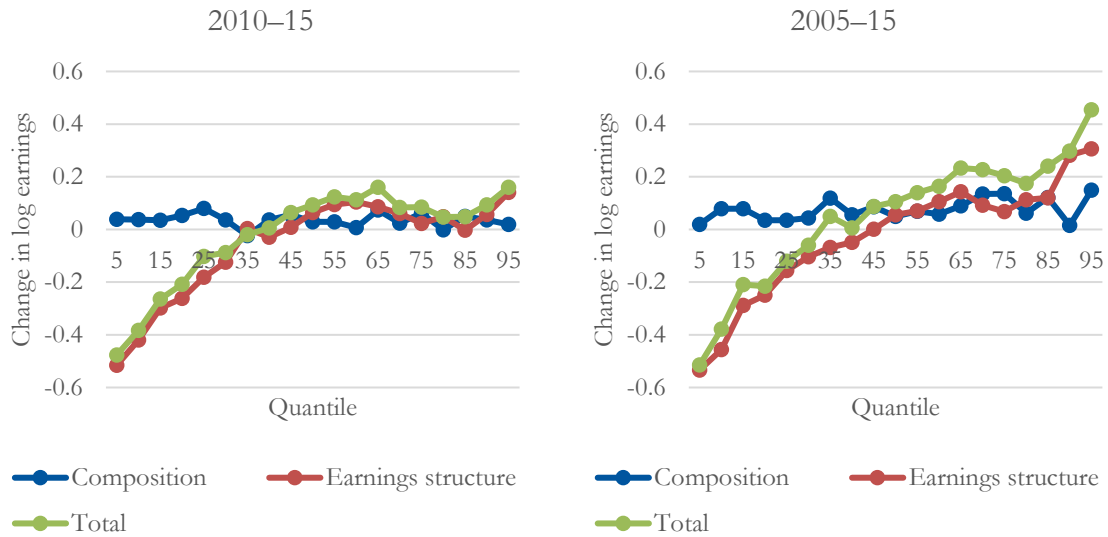 2010–15
0.6
0.4
0.2
0
-0.2
-0.4
-0.6
Change in log earnings
5 15 25 35 45 55 65 75 85 95
Quantile
Composition Earnings structure
Total
2005–15
0.6
0.4
0.2
0
-0.2
-0.4
-0.6
Change in log earnings
5 15 25 35 45 55 65 75 85 95
Quantile
Composition Earnings structure
Total